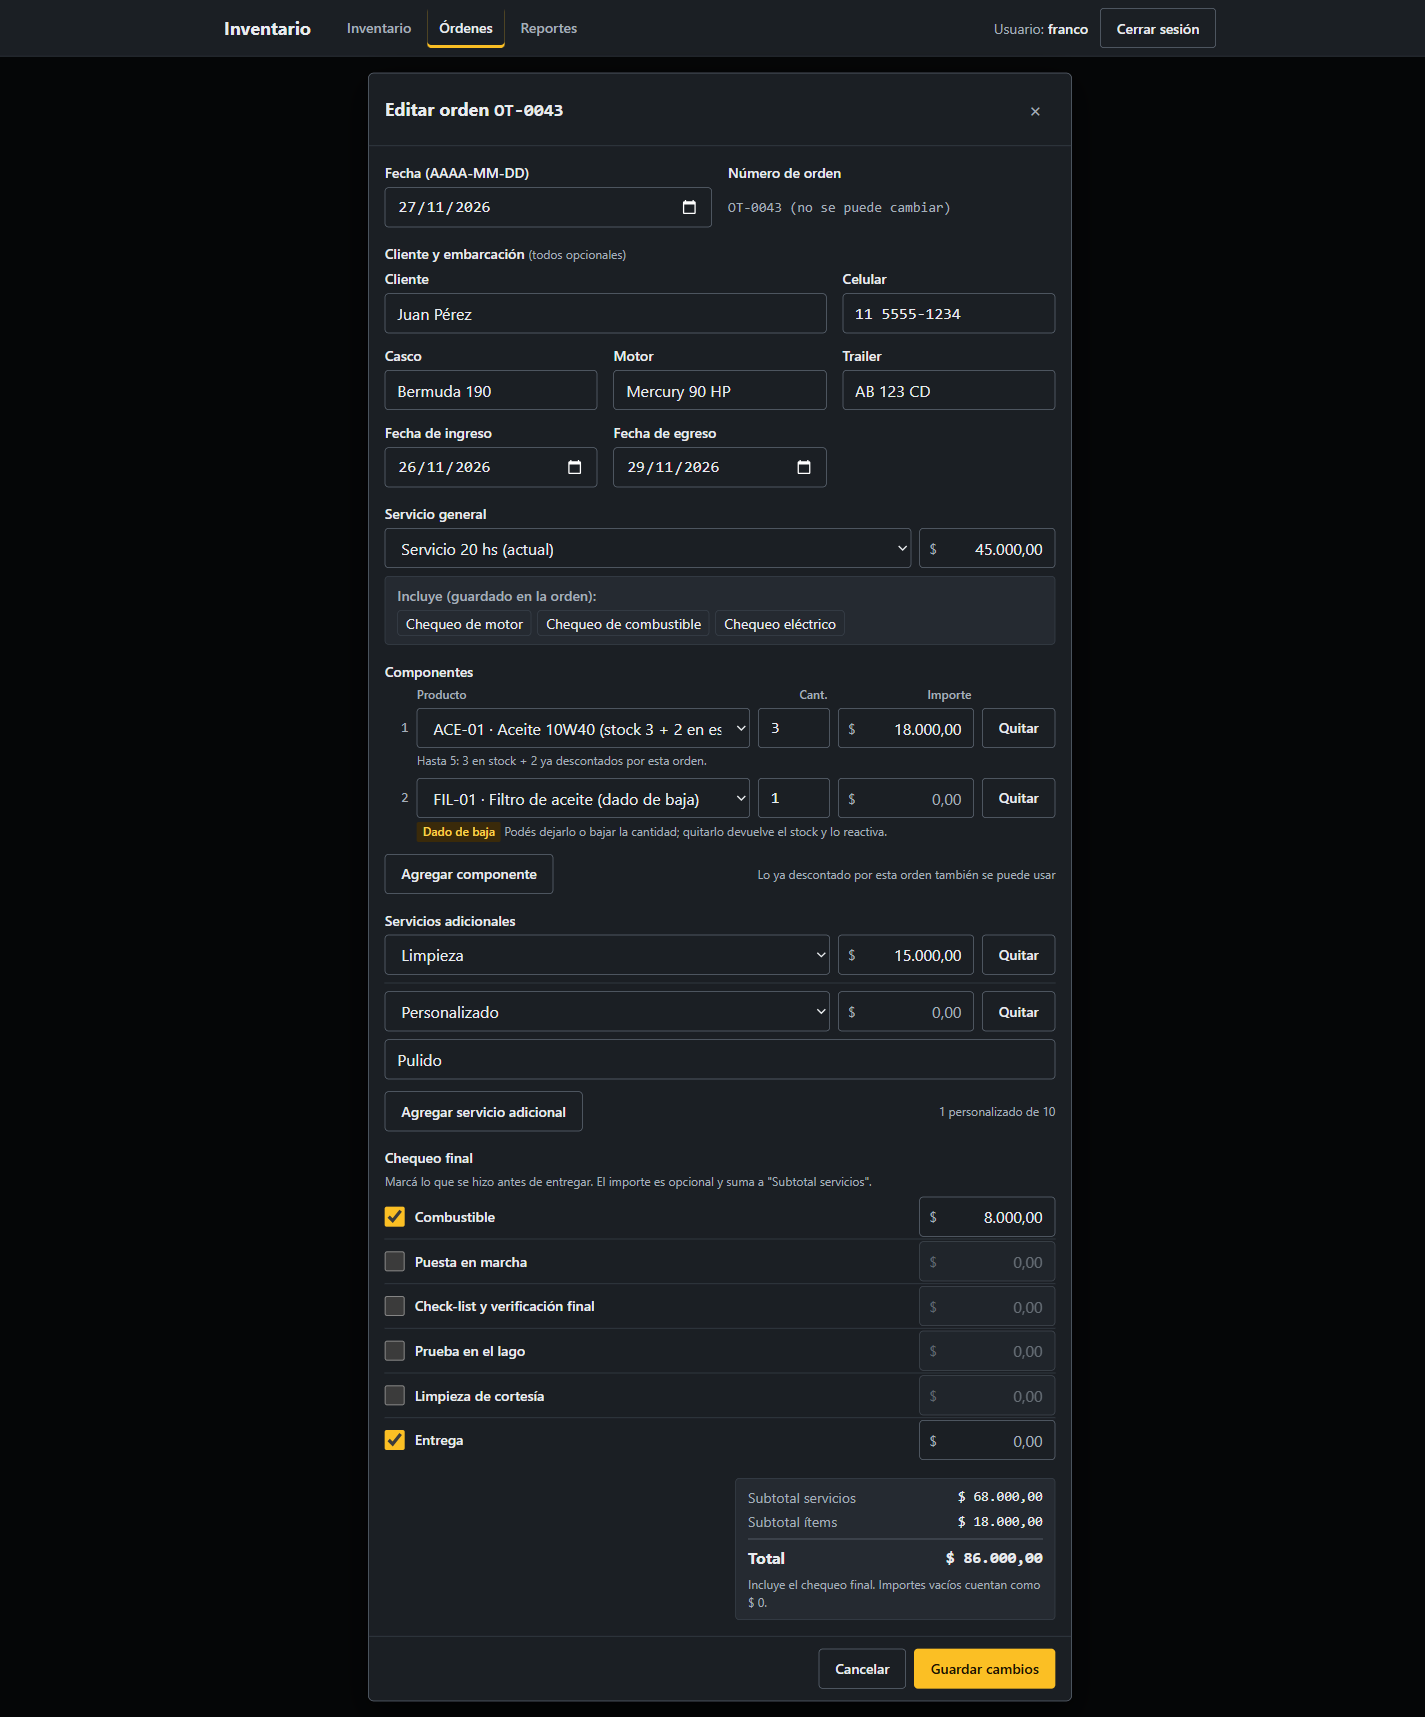 Inventario
Inventario
Órdenes
Reportes
Usuario: franco
Cerrar sesión
Editar orden OT-0043
×
Fecha (AAAA-MM-DD)
Número de orden
27/11/2026
OT-0043 (no se puede cambiar)
Cliente y embarcación (todos opcionales)
Cliente
Celular
Juan Pérez
11 5555-1234
Casco
Motor
Trailer
Bermuda 190
Mercury 90 HP
AB 123 CD
Fecha de ingreso
Fecha de egreso
26/11/2026
29/11/2026
Servicio general
Servicio 20 hs (actual)
$ 45.000,00
Incluye (guardado en la orden):
Chequeo de motor
Chequeo de combustible
Chequeo eléctrico
Componentes
Producto
Cant.
Importe
1
ACE-01 · Aceite 10W40 (stock 3 + 2 en es
3
$ 18.000,00
Quitar
Hasta 5: 3 en stock + 2 ya descontados por esta orden.
2
FIL-01 · Filtro de aceite (dado de baja)
1
$ 0,00
Quitar
Dado de baja Podés dejarlo o bajar la cantidad; quitarlo devuelve el stock y lo reactiva.
Agregar componente
Lo ya descontado por esta orden también se puede usar
Servicios adicionales
Limpieza
$ 15.000,00
Quitar
Personalizado
$ 0,00
Quitar
Pulido
Agregar servicio adicional
1 personalizado de 10
Chequeo final
Marcá lo que se hizo antes de entregar. El importe es opcional y suma a "Subtotal servicios".
Combustible
$ 8.000,00
Puesta en marcha
$ 0,00
Check-list y verificación final
$ 0,00
Prueba en el lago
$ 0,00
Limpieza de cortesía
$ 0,00
Entrega
$ 0,00
Subtotal servicios
$ 68.000,00
Subtotal ítems
$ 18.000,00
Total
$ 86.000,00
Incluye el chequeo final. Importes vacíos cuentan como
$ 0.
Cancelar
Guardar cambios